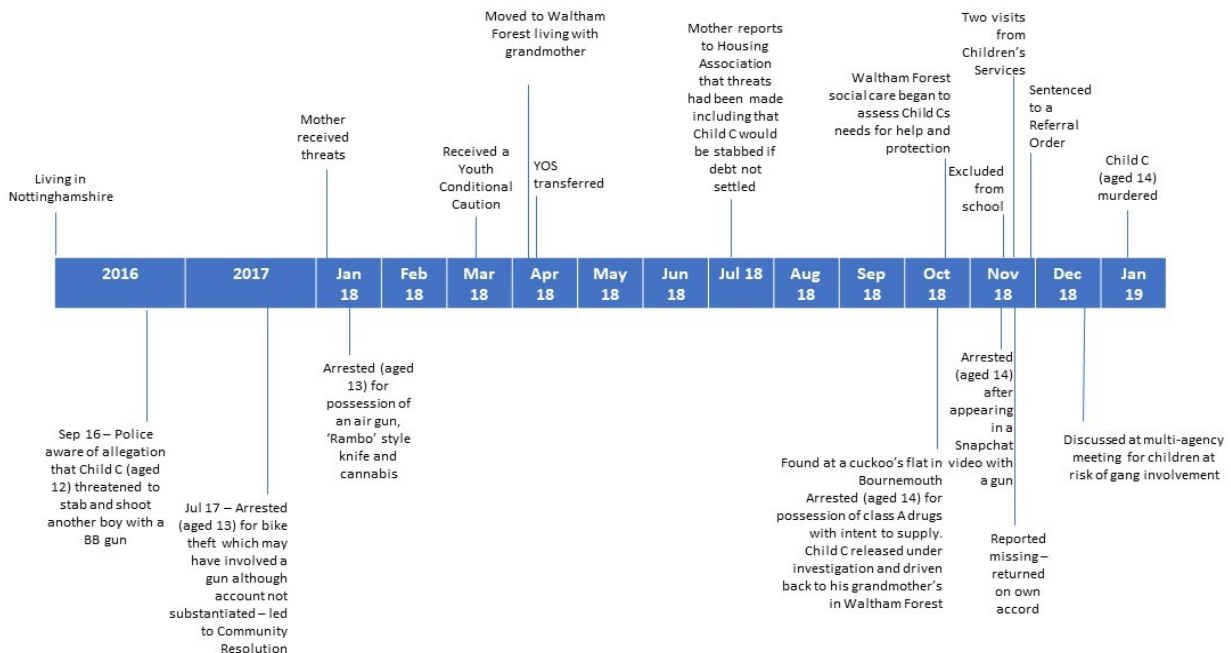 Living in
Nottinghamshire
Mother
received
threats
Received a
Youth
Conditional
Caution
Moved to Waltham
Forest living with
grandmother
YOS
transferred
Mother reports
to Housing
Association
that threats
had been made
including that
Child C would
be stabbed if
debt not
settled
Waltham Forest
social care began to
assess Child Cs
needs for help and
protection
Excluded
from
school
Two visits
from
Children's
Services
Sentenced
to a
Referral
Order
Child C
(aged 14)
murdered
2016
2017
Jan
18
Feb
18
Mar
18
Apr
18
May
18
Jun
18
Jul 18
Aug
18
Sep
18
Oct
18
Nov
18
Dec
18
Jan
19
Sep 16 – Police
aware of allegation
that Child C (aged
12) threatened to
stab and shoot
another boy with a
BB gun
Jul 17 – Arrested
(aged 13) for bike
theft which may
have involved a
gun although
account not
substantiated – led
to Community
Resolution
Arrested (aged
13) for
possession of
an air gun,
'Rambo' style
knife and
cannabis
Found at a cuckoo's flat in
Bournemouth
Arrested (aged 14) for
possession of class A drugs
with intent to supply.
Child C released under
investigation and driven
back to his grandmother's
in Waltham Forest
Arrested
(aged 14)
after
appearing
in a
Snapchat
video with
a gun
Reported
missing –
returned
on own
accord
Discussed at multi-agency
meeting for children at
risk of gang involvement